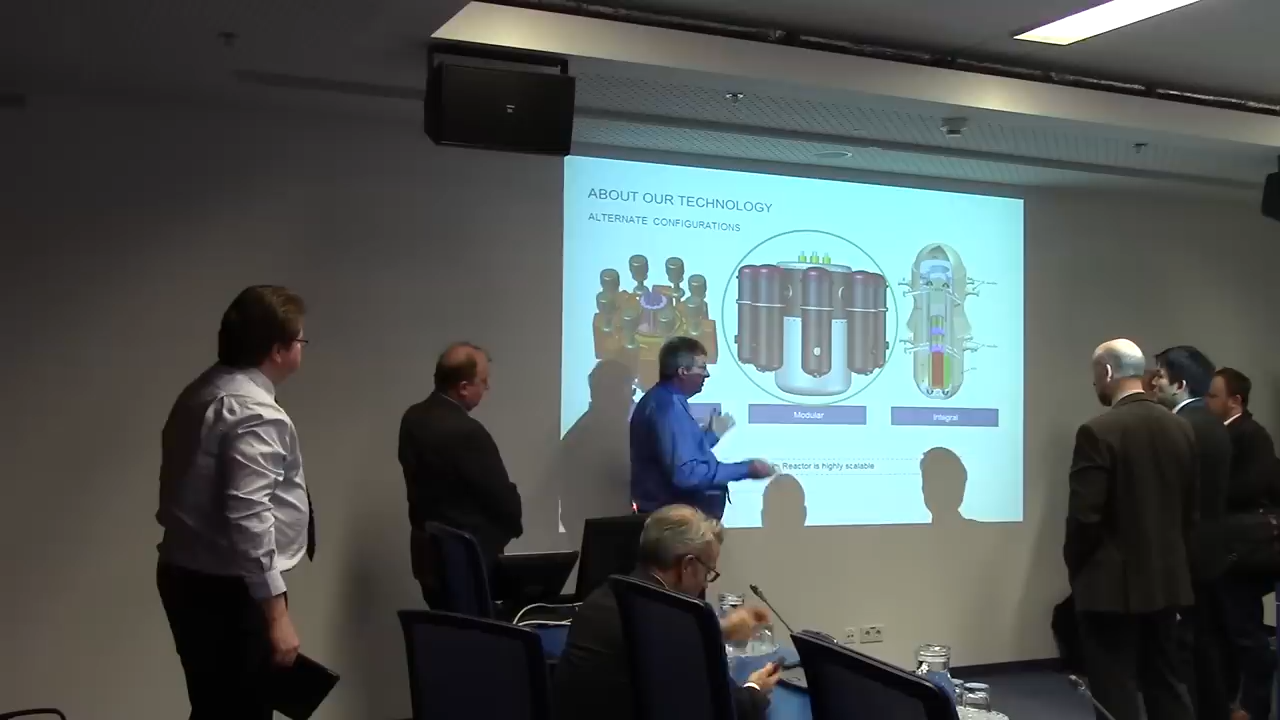 ABOUT OUR TECHNOLOGY
ALTERNATE CONFIGURATIONS
Modular
Integral
Reactor is highly scalable